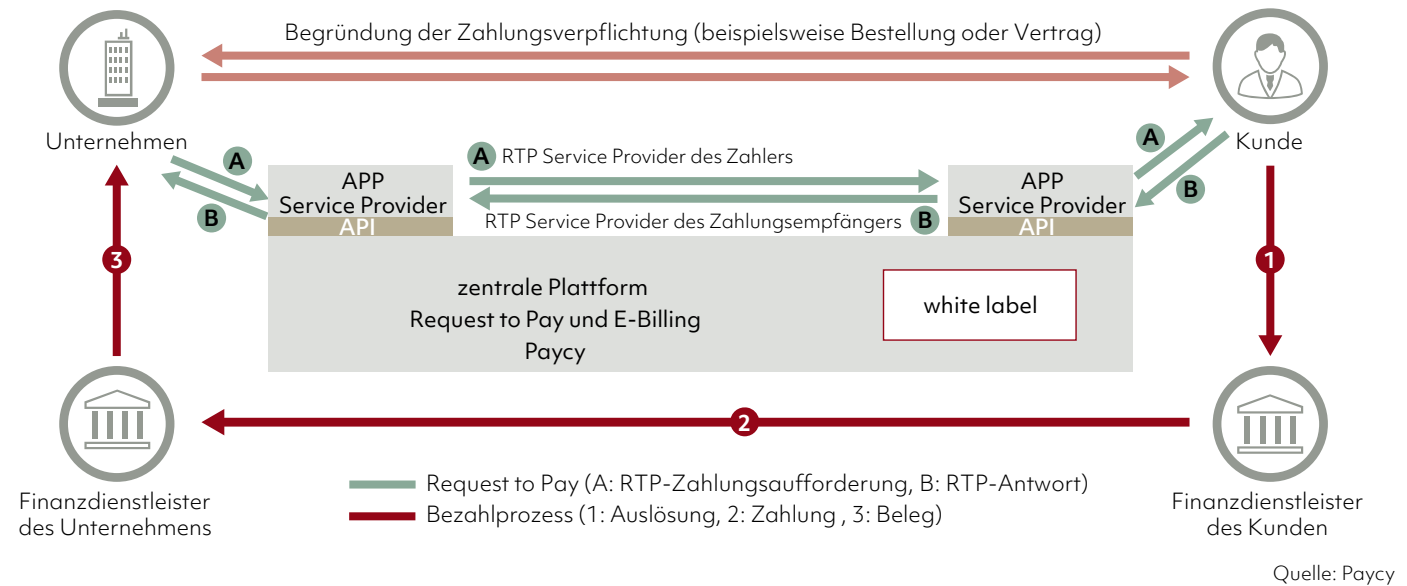 Begründung der Zahlungsverpflichtung (beispielsweise Bestellung oder Vertrag)
Unternehmen
Kunde
A
B
A RTP Service Provider des Zahlers
RTP Service Provider des Zahlungsempfängers B
A
B
APP
Service Provider
API
APP
Service Provider
API
3
1
zentrale Plattform
Request to Pay und E-Billing
Paycy
white label
2
Finanzdienstleister
des Unternehmens
Finanzdienstleister
des Kunden
Request to Pay (A: RTP-Zahlungsaufforderung, B: RTP-Antwort)
Bezahlprozess (1: Auslösung, 2: Zahlung , 3: Beleg)
Quelle: Paycy